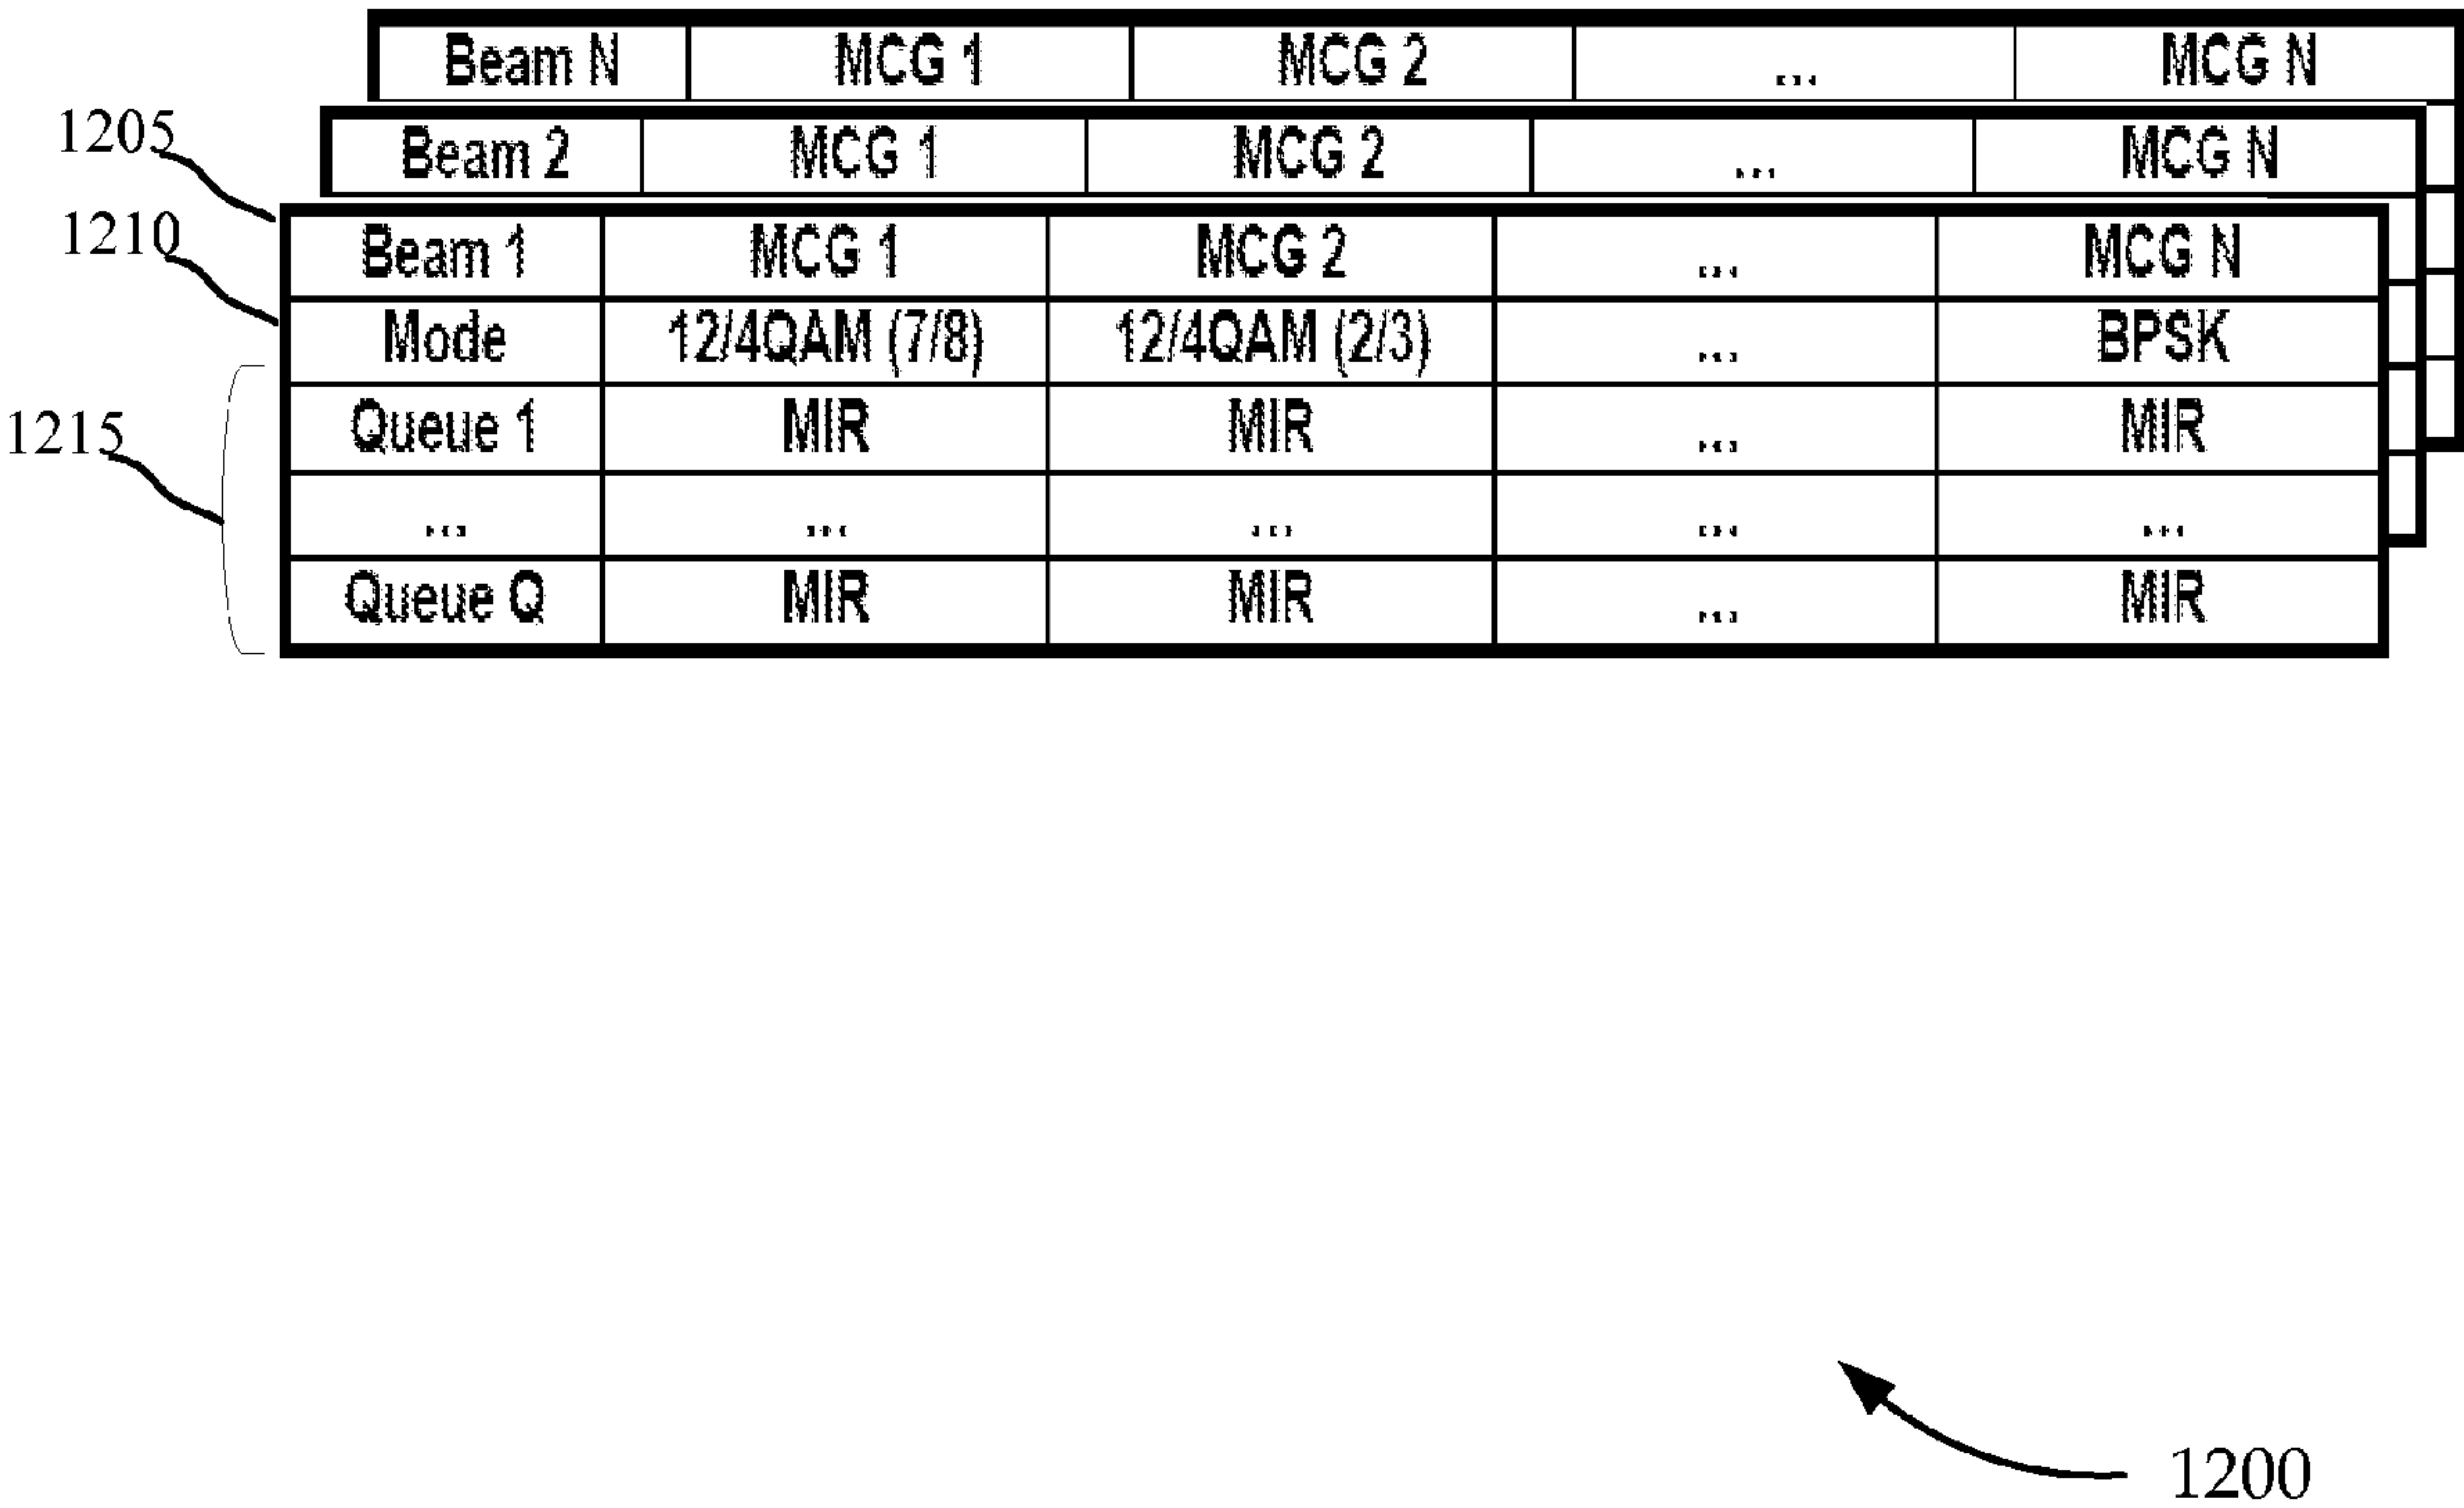 Beam N MCG 1 MCG 2 ... MCG N
1205
Beam 2 MCG 1 MCG 2 ... MCG N
1210
Beam 1 MCG 1 MCG 2 ... MCG N
Mode 12/4QAM (7/8) 12/4QAM (2/3) ... BPSK
1215
Queue 1 MIR MIR ... MIR
... ... ... ... ...
Queue Q MIR MIR ... MIR
1200